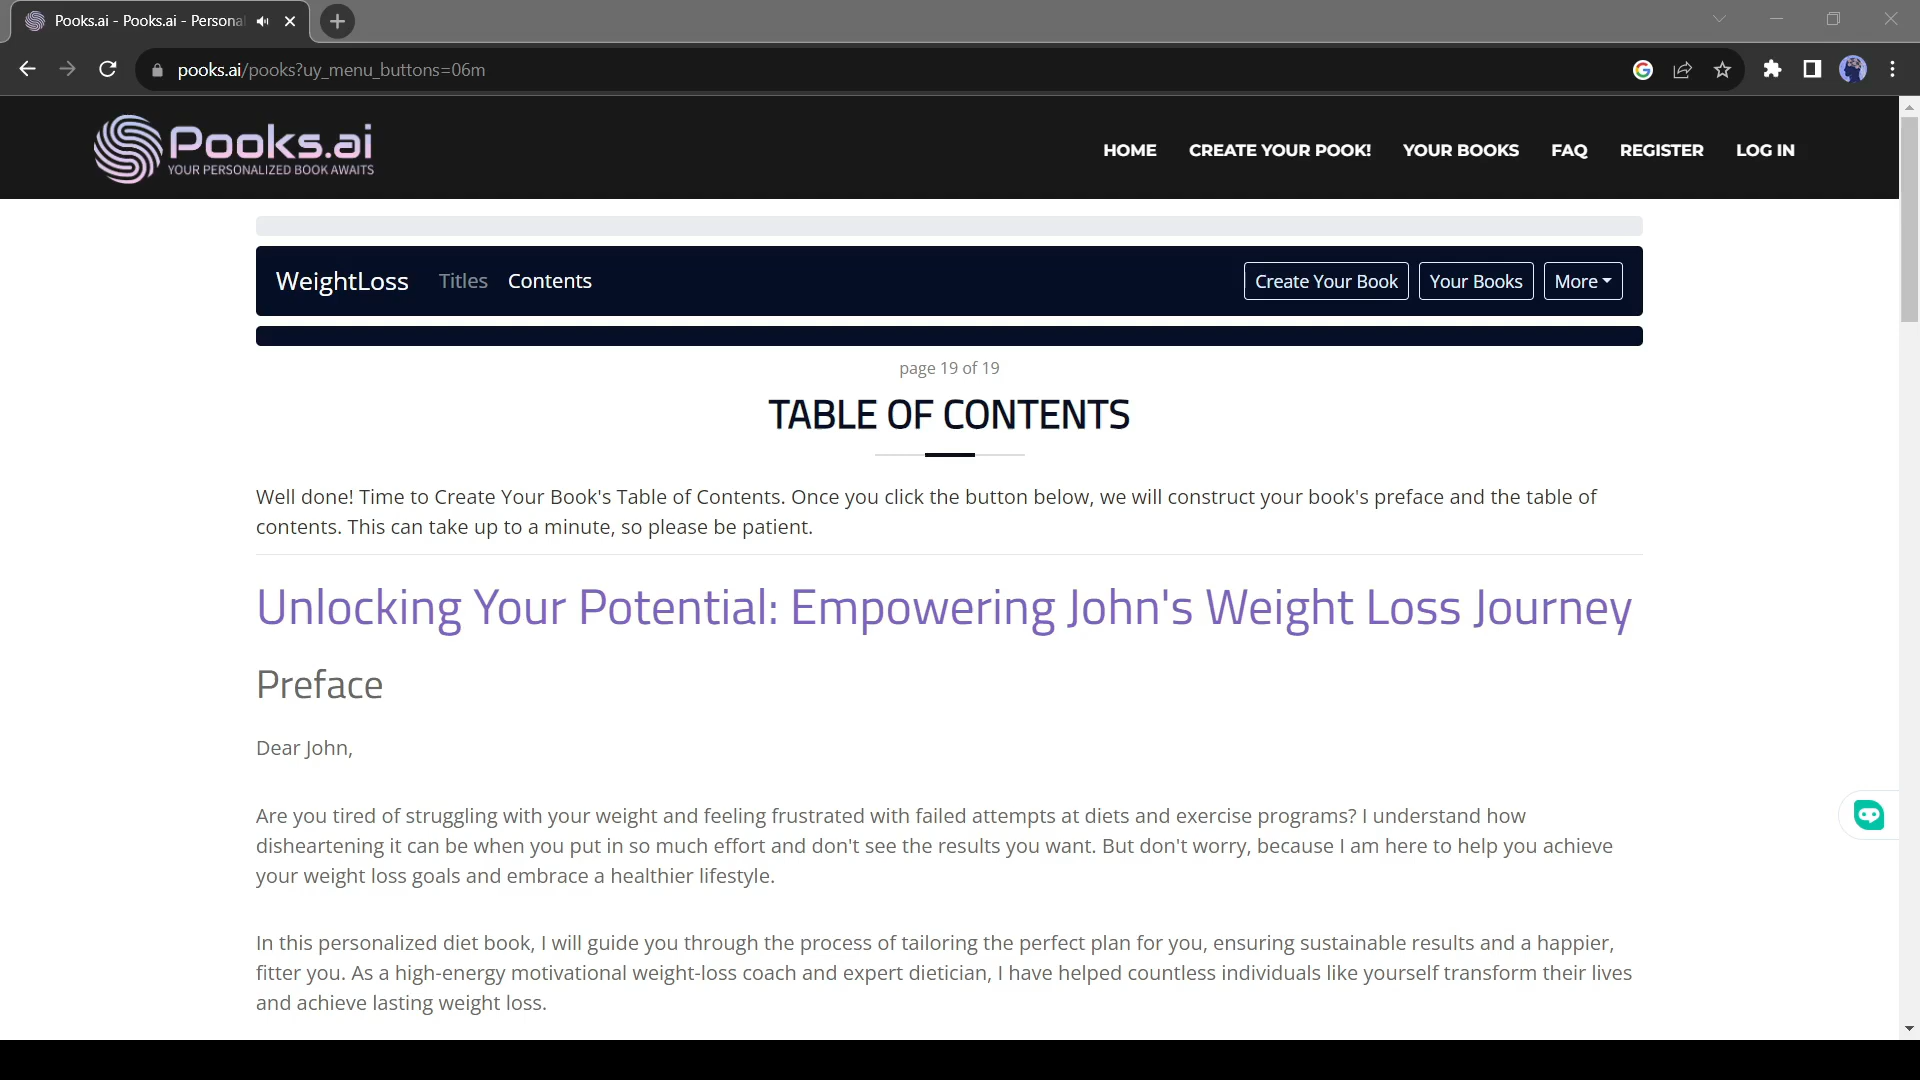 Pooks.ai - Pooks.ai - Persona
pooks.ai/pooks?uy_menu_buttons=06m
Pooks.ai
YOUR PERSONALIZED BOOK AWAITS
HOME CREATE YOUR POOK! YOUR BOOKS FAQ REGISTER LOG IN
WeightLoss Titles Contents Create Your Book Your Books More
page 19 of 19
TABLE OF CONTENTS
Well done! Time to Create Your Book's Table of Contents. Once you click the button below, we will construct your book's preface and the table of
contents. This can take up to a minute, so please be patient.
Unlocking Your Potential: Empowering John's Weight Loss Journey
Preface
Dear John,
Are you tired of struggling with your weight and feeling frustrated with failed attempts at diets and exercise programs? I understand how
disheartening it can be when you put in so much effort and don't see the results you want. But don't worry, because I am here to help you achieve
your weight loss goals and embrace a healthier lifestyle.
In this personalized diet book, I will guide you through the process of tailoring the perfect plan for you, ensuring sustainable results and a happier,
fitter you. As a high-energy motivational weight-loss coach and expert dietician, I have helped countless individuals like yourself transform their lives
and achieve lasting weight loss.